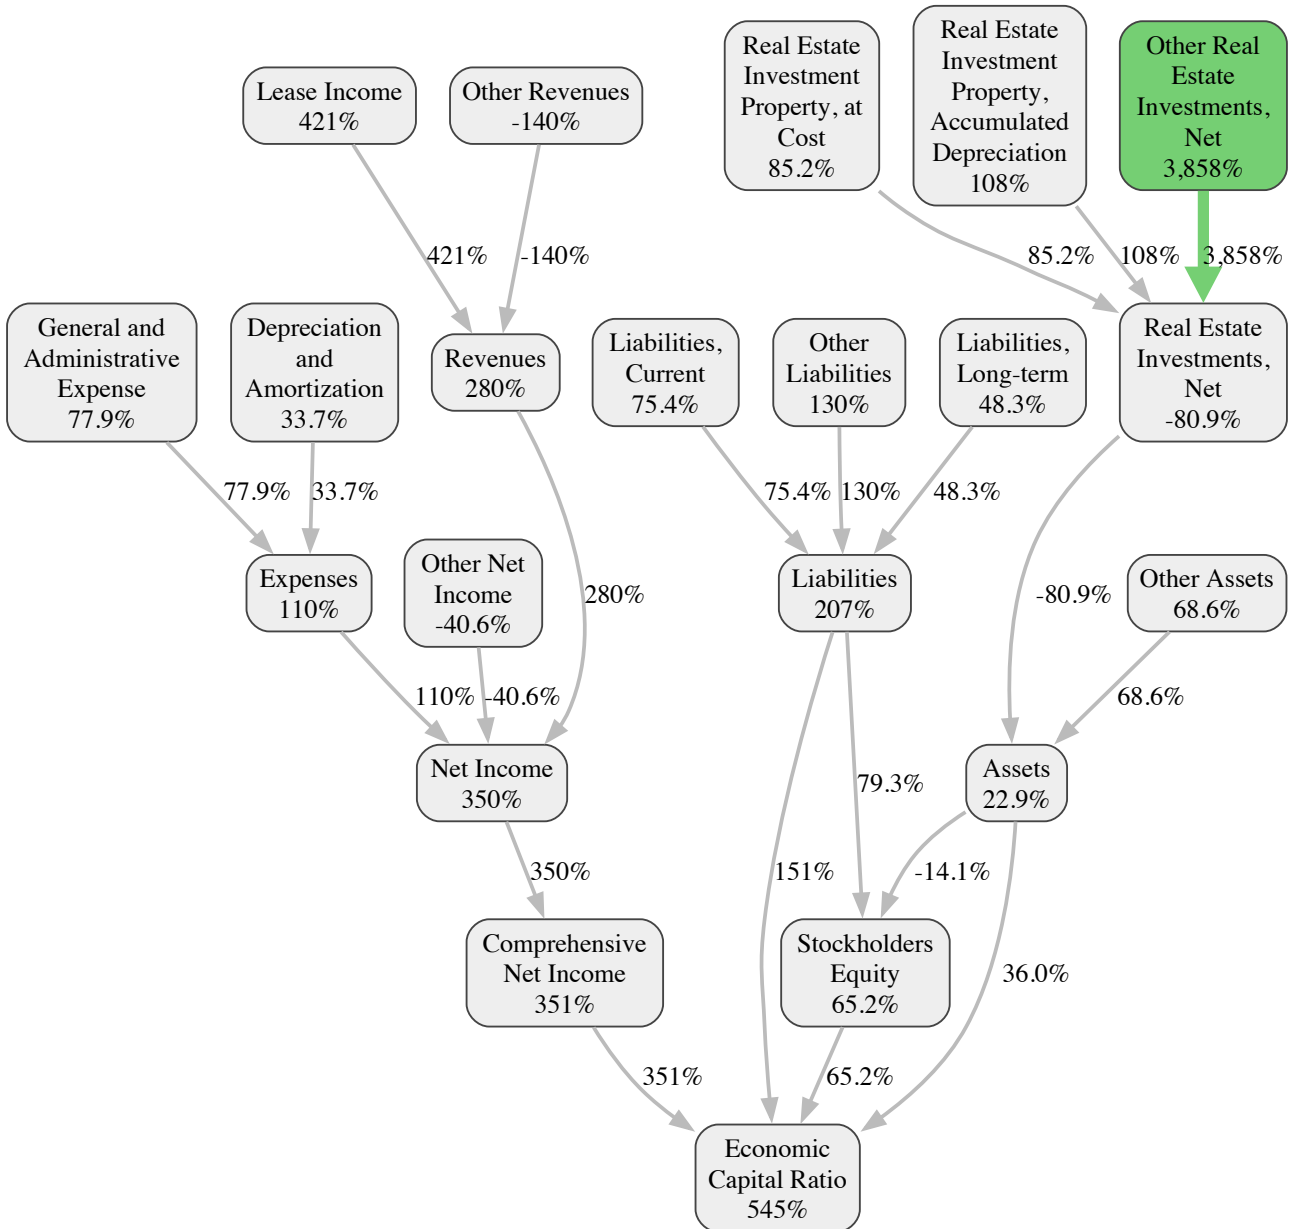 Real Estate
Investment
Property, at
Cost
85.2%
Real Estate
Investment
Property,
Accumulated
Depreciation
108%
Other Real
Estate
Investments,
Net
3,858%
Lease Income
421%
Other Revenues
-140%
421%
-140%
85.2%
108%
3,858%
General and
Administrative
Expense
77.9%
Depreciation
and
Amortization
33.7%
Revenues
280%
Liabilities,
Current
75.4%
Other
Liabilities
130%
Liabilities,
Long-term
48.3%
Real Estate
Investments,
Net
-80.9%
77.9%
33.7%
75.4%
130%
48.3%
Expenses
110%
Other Net
Income
-40.6%
280%
Liabilities
207%
-80.9%
Other Assets
68.6%
110%
-40.6%
68.6%
Net Income
350%
79.3%
Assets
22.9%
350%
151%
-14.1%
Comprehensive
Net Income
351%
Stockholders
Equity
65.2%
36.0%
351%
65.2%
Economic
Capital Ratio
545%